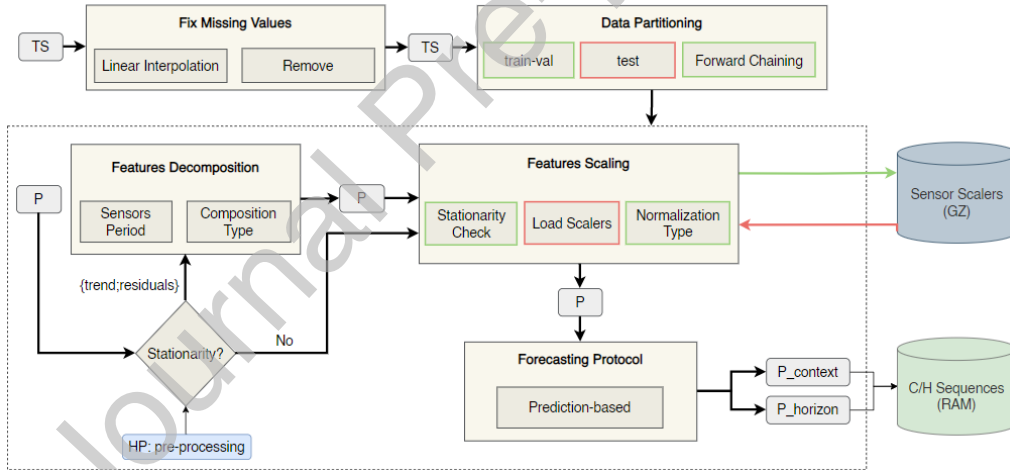 Fix Missing Values
Data Partitioning
TS
Linear Interpolation
Remove
TS
train-val
test
Forward Chaining
Features Decomposition
Features Scaling
P
Sensors
Period
Composition
Type
P
Stationarity
Check
Load Scalers
Normalization
Type
Sensor Scalers
(GZ)
{trend;residuals}
P
Stationarity?
No
Forecasting Protocol
Prediction-based
P_context
P_horizon
C/H Sequences
(RAM)
HP: pre-processing
Journal Pre